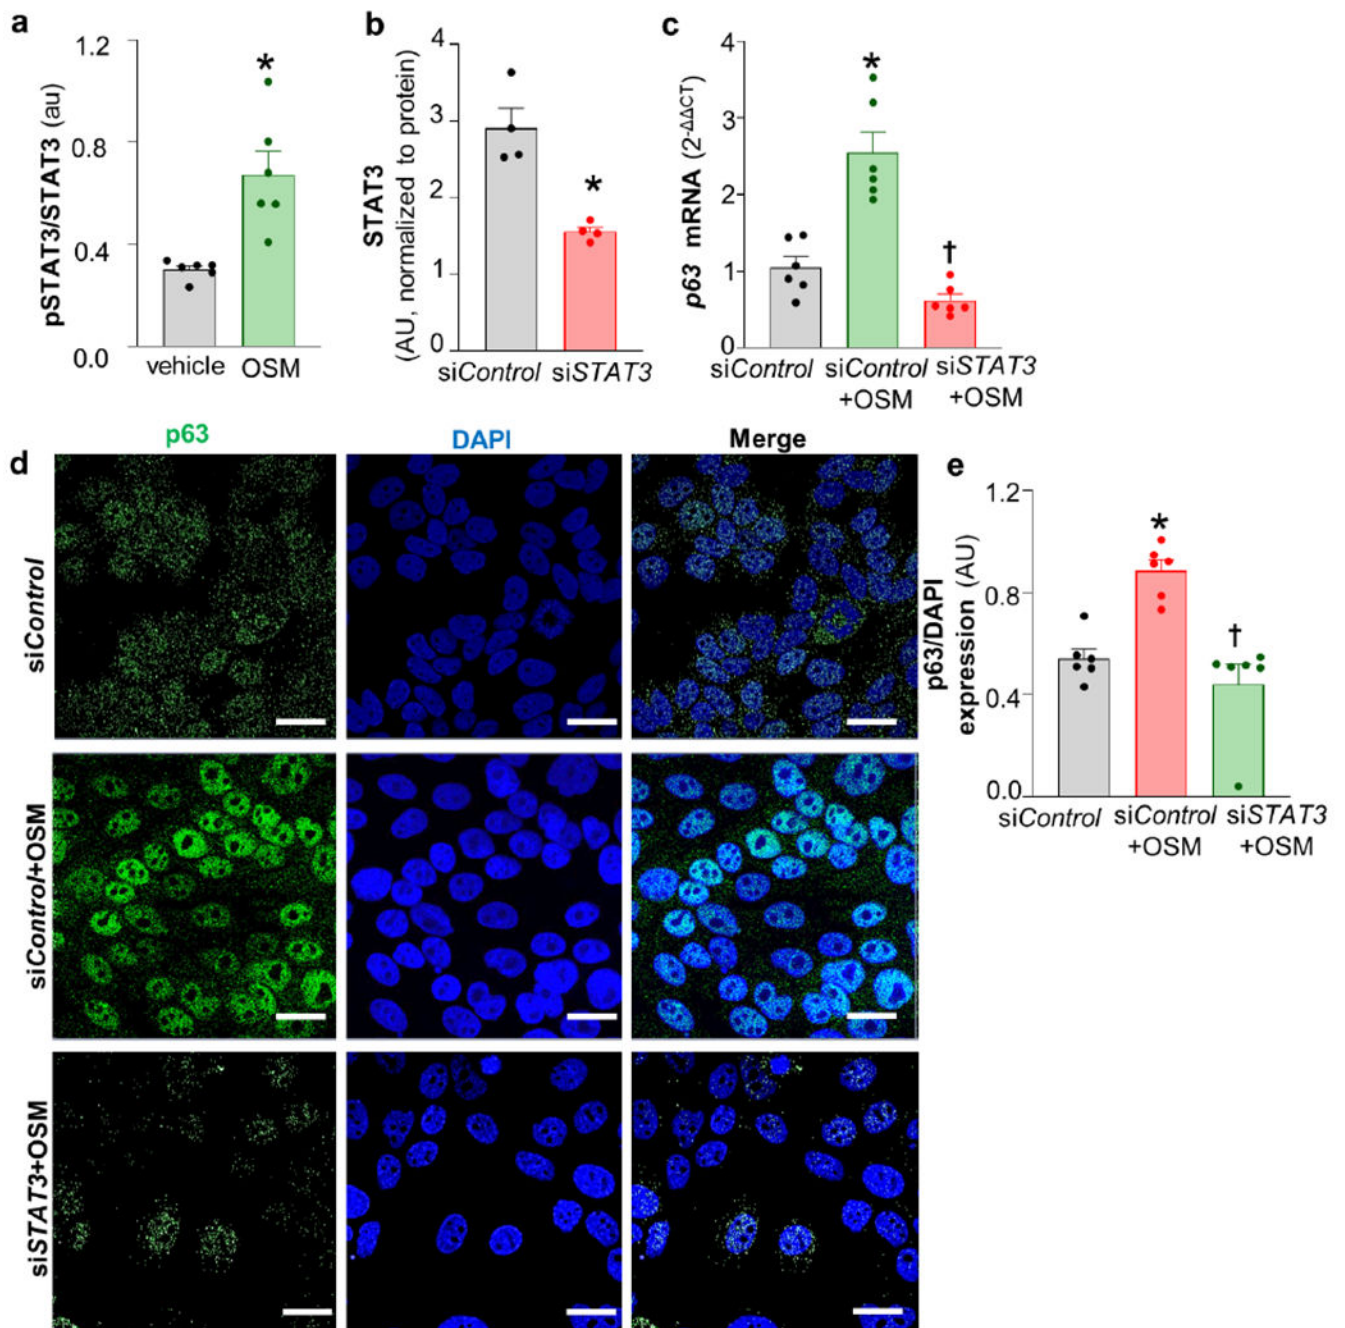 a
1.2
0.8
0.4
0.0
pSTAT3/STAT3 (au)
*
vehicle OSM
b
4
3
2
1
0
STAT3
(AU, normalized to protein)
*
siControl siSTAT3
c
4
3
2
1
0
p63 mRNA (2-ΔΔCT)
*
†
siControl siControl siSTAT3
+OSM +OSM
d
p63 DAPI Merge
siControl
siControl+OSM
siSTAT3+OSM
e
1.2
0.8
0.4
0.0
p63/DAPI
expression (AU)
*
†
siControl siControl siSTAT3
+OSM +OSM